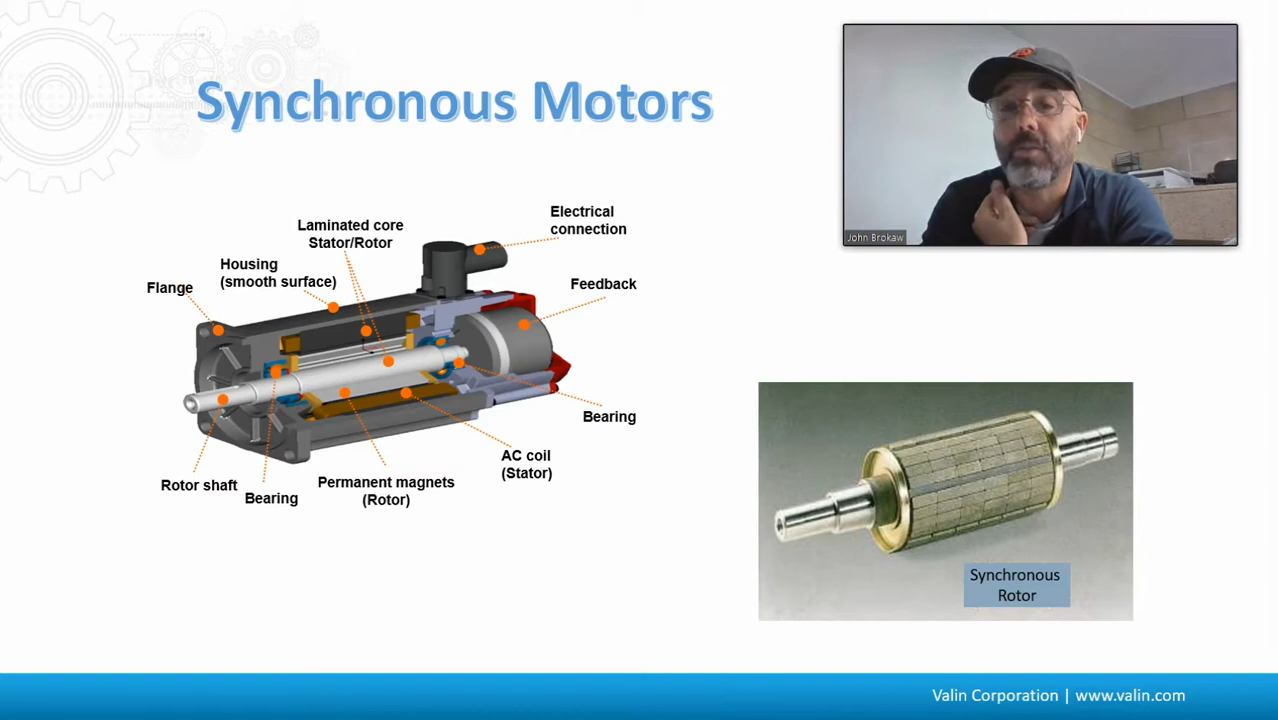 Synchronous Motors
John Brokaw
Electrical
connection
Laminated core
Stator/Rotor
Housing
(smooth surface)
Flange
Feedback
Bearing
AC coil
(Stator)
Permanent magnets
(Rotor)
Rotor shaft
Bearing
Synchronous
Rotor
Valin Corporation | www.valin.com